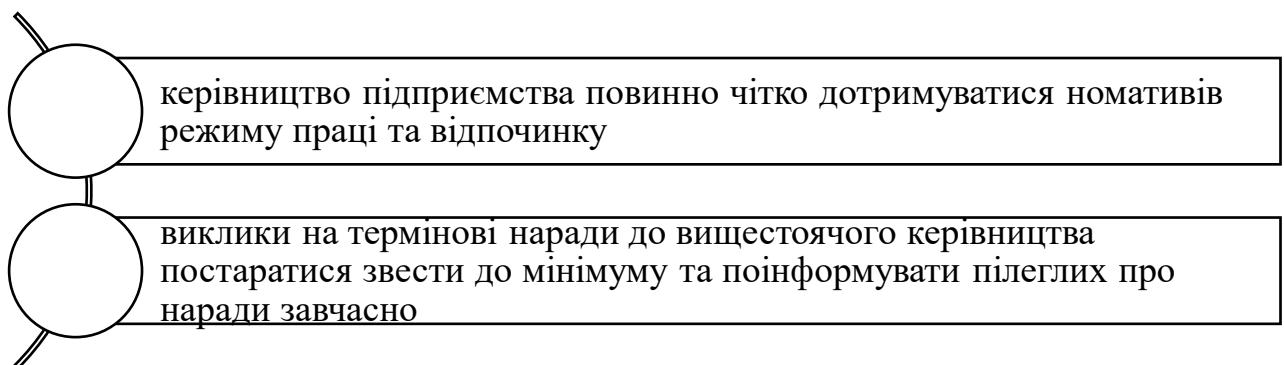 керівництво підприємства повинно чітко дотримуватися номативів
режиму праці та відпочинку
виклики на термінові наради до вищестоячого керівництва
постаратися звести до мінімуму та поінформувати пілеглих про
наради завчасно